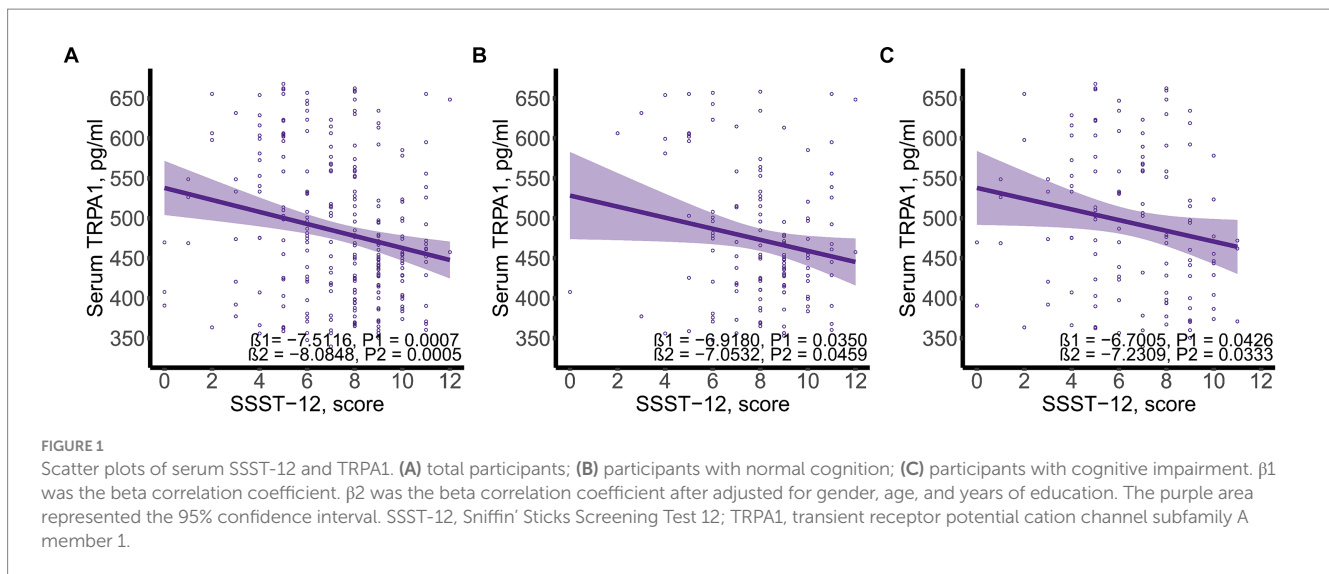 A
B
C
Serum TRPA1, pg/ml
650
600
550
500
450
400
350
ß1= −7.5116, P1 = 0.0007
ß2= −8.0848, P2 = 0.0005
0 2 4 6 8 10 12
SSST−12, score
Serum TRPA1, pg/ml
650
600
550
500
450
400
350
ß1 = −6.9180, P1 = 0.0350
ß2 = −7.0532, P2 = 0.0459
0 2 4 6 8 10 12
SSST−12, score
Serum TRPA1, pg/ml
650
600
550
500
450
400
350
ß1 = −6.7005, P1 = 0.0426
ß2 = −7.2309, P2 = 0.0333
0 2 4 6 8 10 12
SSST−12, score
FIGURE 1
Scatter plots of serum SSST-12 and TRPA1. (A) total participants; (B) participants with normal cognition; (C) participants with cognitive impairment. β1
was the beta correlation coefficient. β2 was the beta correlation coefficient after adjusted for gender, age, and years of education. The purple area
represented the 95% confidence interval. SSST-12, Sniffin' Sticks Screening Test 12; TRPA1, transient receptor potential cation channel subfamily A
member 1.